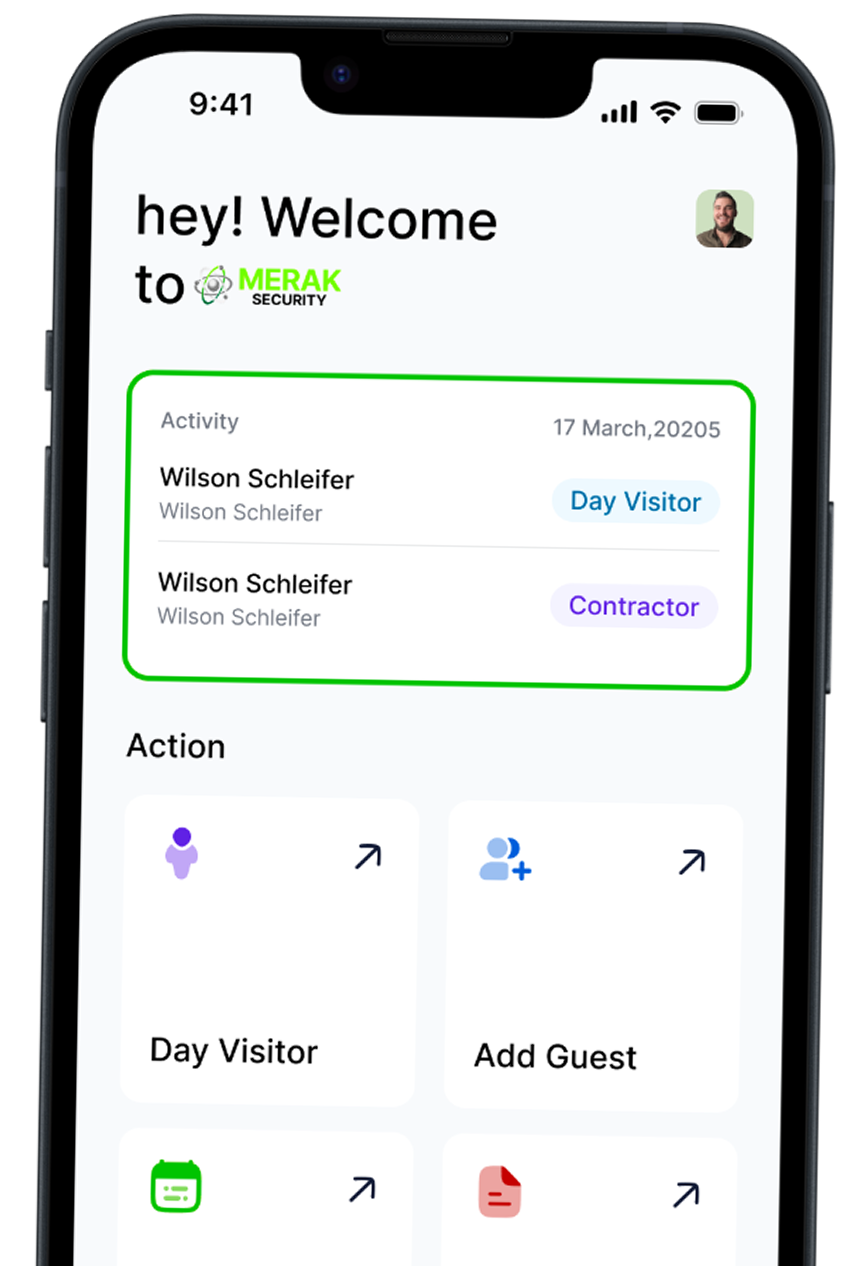 9:41
hey! Welcome
to MERAK
SECURITY
Activity 17 March,20205
Wilson Schleifer
Wilson Schleifer
Day Visitor
Wilson Schleifer
Wilson Schleifer
Contractor
Action
Day Visitor
Add Guest